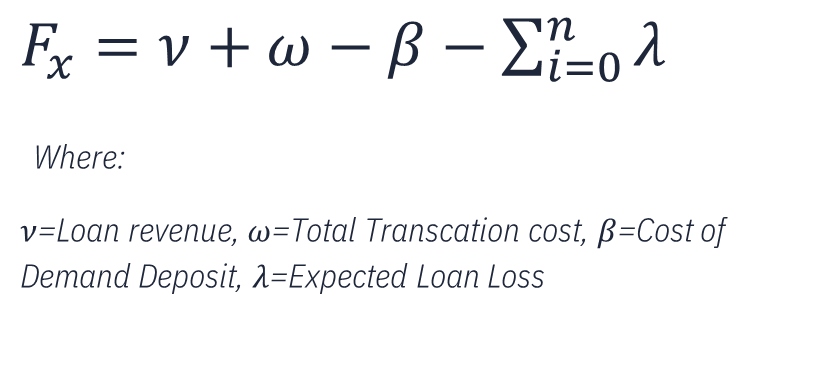 Fₓ = ν + ω − β − ∑ⁿᵢ₌₀ λ
Where:
ν=Loan revenue, ω=Total Transcation cost, β=Cost of
Demand Deposit, λ=Expected Loan Loss